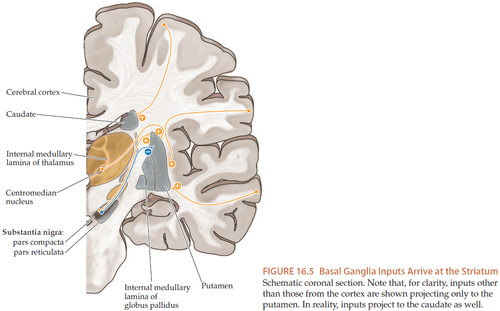 Cerebral cortex
Caudate
Internal medullary
lamina of thalamus
Centromedian
nucleus
Substantia nigra:
pars compacta
pars reticulata
Internal medullary
lamina of
globus pallidus
Putamen
FIGURE 16.5 Basal Ganglia Inputs Arrive at the Striatum
Schematic coronal section. Note that, for clarity, inputs other
than those from the cortex are shown projecting only to the
putamen. In reality, inputs project to the caudate as well.